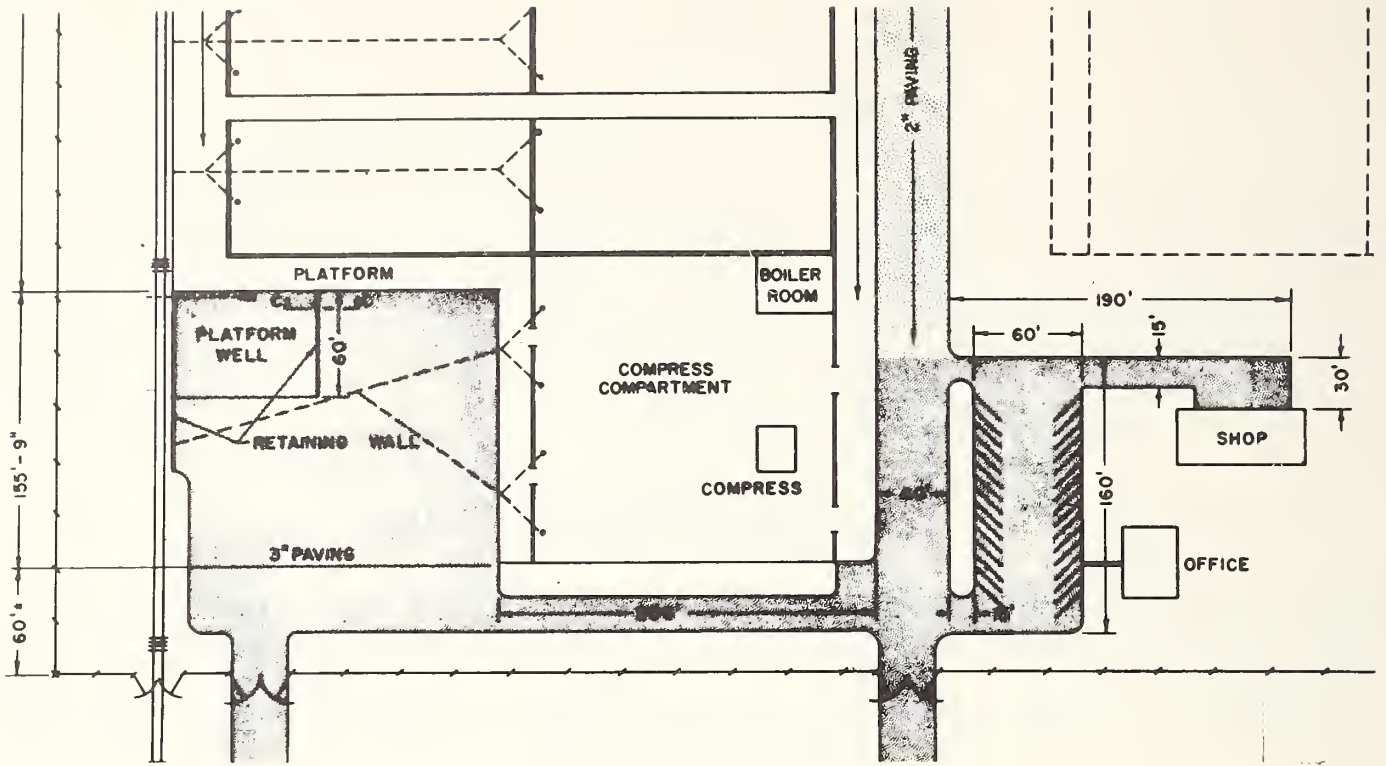 2" PAVING
PLATFORM
BOILER
ROOM
190'
PLATFORM
WELL
60'
60'
15'
30'
COMPRESS
COMPARTMENT
155'-9"
RETAINING WALL
SHOP
COMPRESS
40'
160'
3" PAVING
OFFICE
60'±